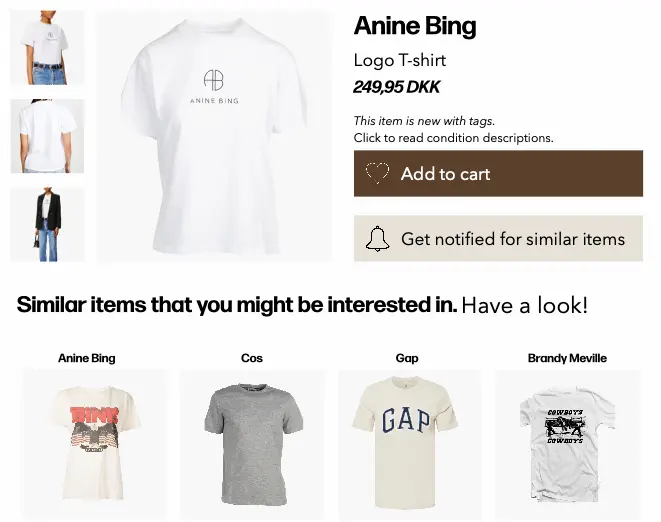 Anine Bing
Logo T-shirt
249,95 DKK
This item is new with tags.
Click to read condition descriptions.
Add to cart
Get notified for similar items
AB
ANINE BING
Similar items that you might be interested in. Have a look!
Anine Bing
Cos
Gap
Brandy Meville
BING
GAP
COWBOYS
COWBOYS